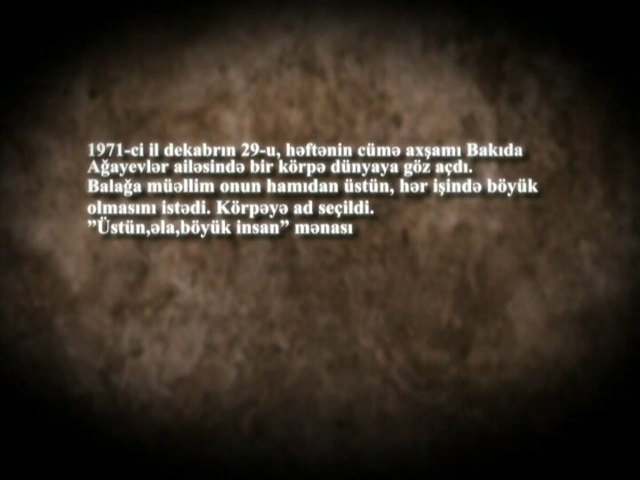 1971-ci il dekabrın 29-u, həftənin cümə axşamı Bakıda
Ağayevlər ailəsində bir körpə dünyaya göz açdı.
Balağa müəllim onun hamıdan üstün, hər işində böyük
olmasını istədi. Körpəyə ad seçildi.
”Üstün,əla,böyük insan” mənası